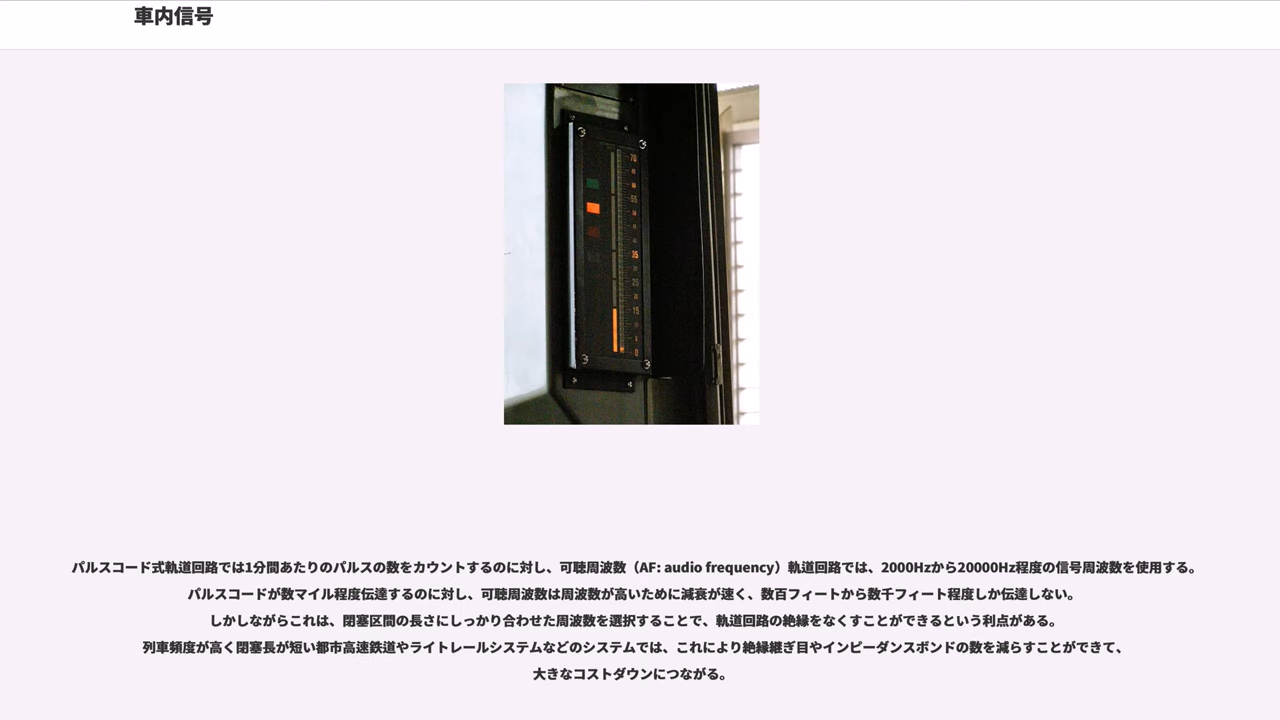 車内信号
70
55
35
25
15
0
パルスコード式軌道回路では1分間あたりのパルスの数をカウントするのに対し、可聴周波数（AF: audio frequency）軌道回路では、2000Hzから20000Hz程度の信号周波数を使用する。
パルスコードが数マイル程度伝達するのに対し、可聴周波数は周波数が高いために減衰が速く、数百フィートから数千フィート程度しか伝達しない。
しかしながらこれは、閉塞区間の長さにしっかり合わせた周波数を選択することで、軌道回路の絶縁をなくすことができるという利点がある。
列車頻度が高く閉塞長が短い都市高速鉄道やライトレールシステムなどのシステムでは、これにより絶縁継ぎ目やインピーダンスボンドの数を減らすことができて、
大きなコストダウンにつながる。